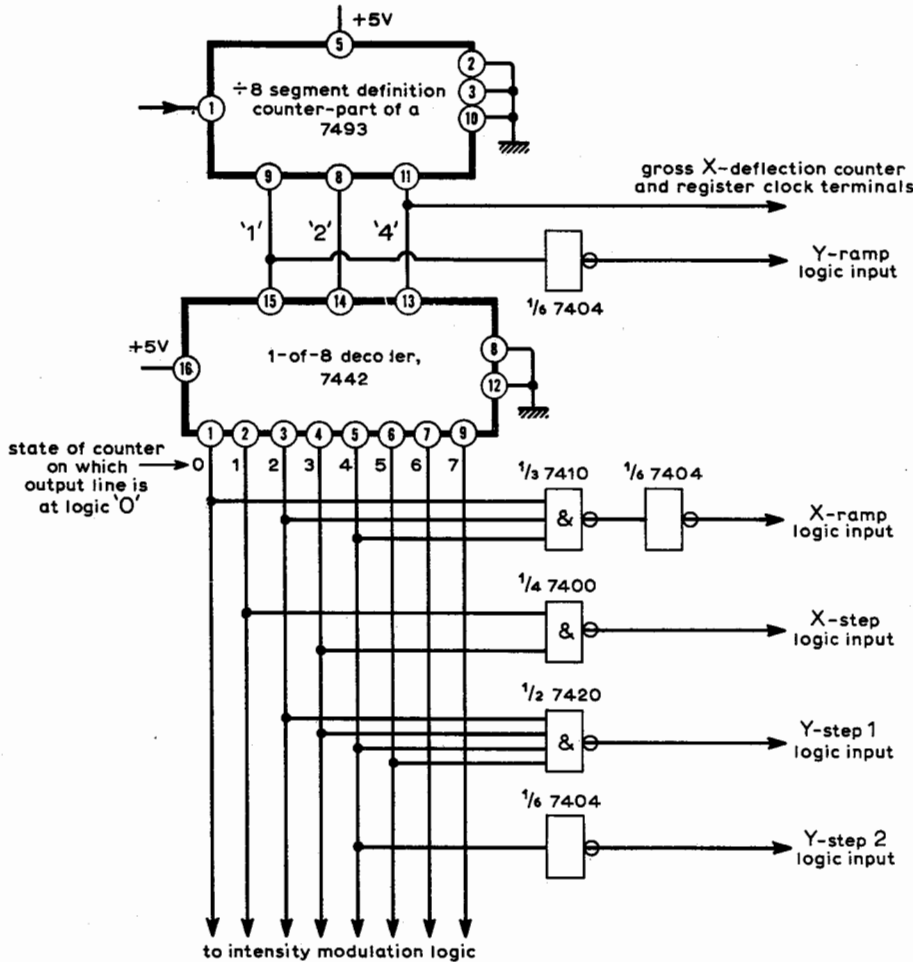 +5V
5
÷8 segment definition
counter-part of a
7493
1
2
3
10
9
8
11
gross X-deflection counter
and register clock terminals
'1'
'2'
'4'
Y-ramp
logic input
1/6 7404
15
14
13
+5V
16
1-of-8 decoder,
7442
8
12
1
2
3
4
5
6
7
9
state of counter
on which
output line is
at logic 'O'
0
1
2
3
4
5
6
7
1/3 7410
1/6 7404
&
X-ramp
logic input
1/4 7400
&
X-step
logic input
1/2 7420
&
Y-step 1
logic input
1/6 7404
Y-step 2
logic input
to intensity modulation logic